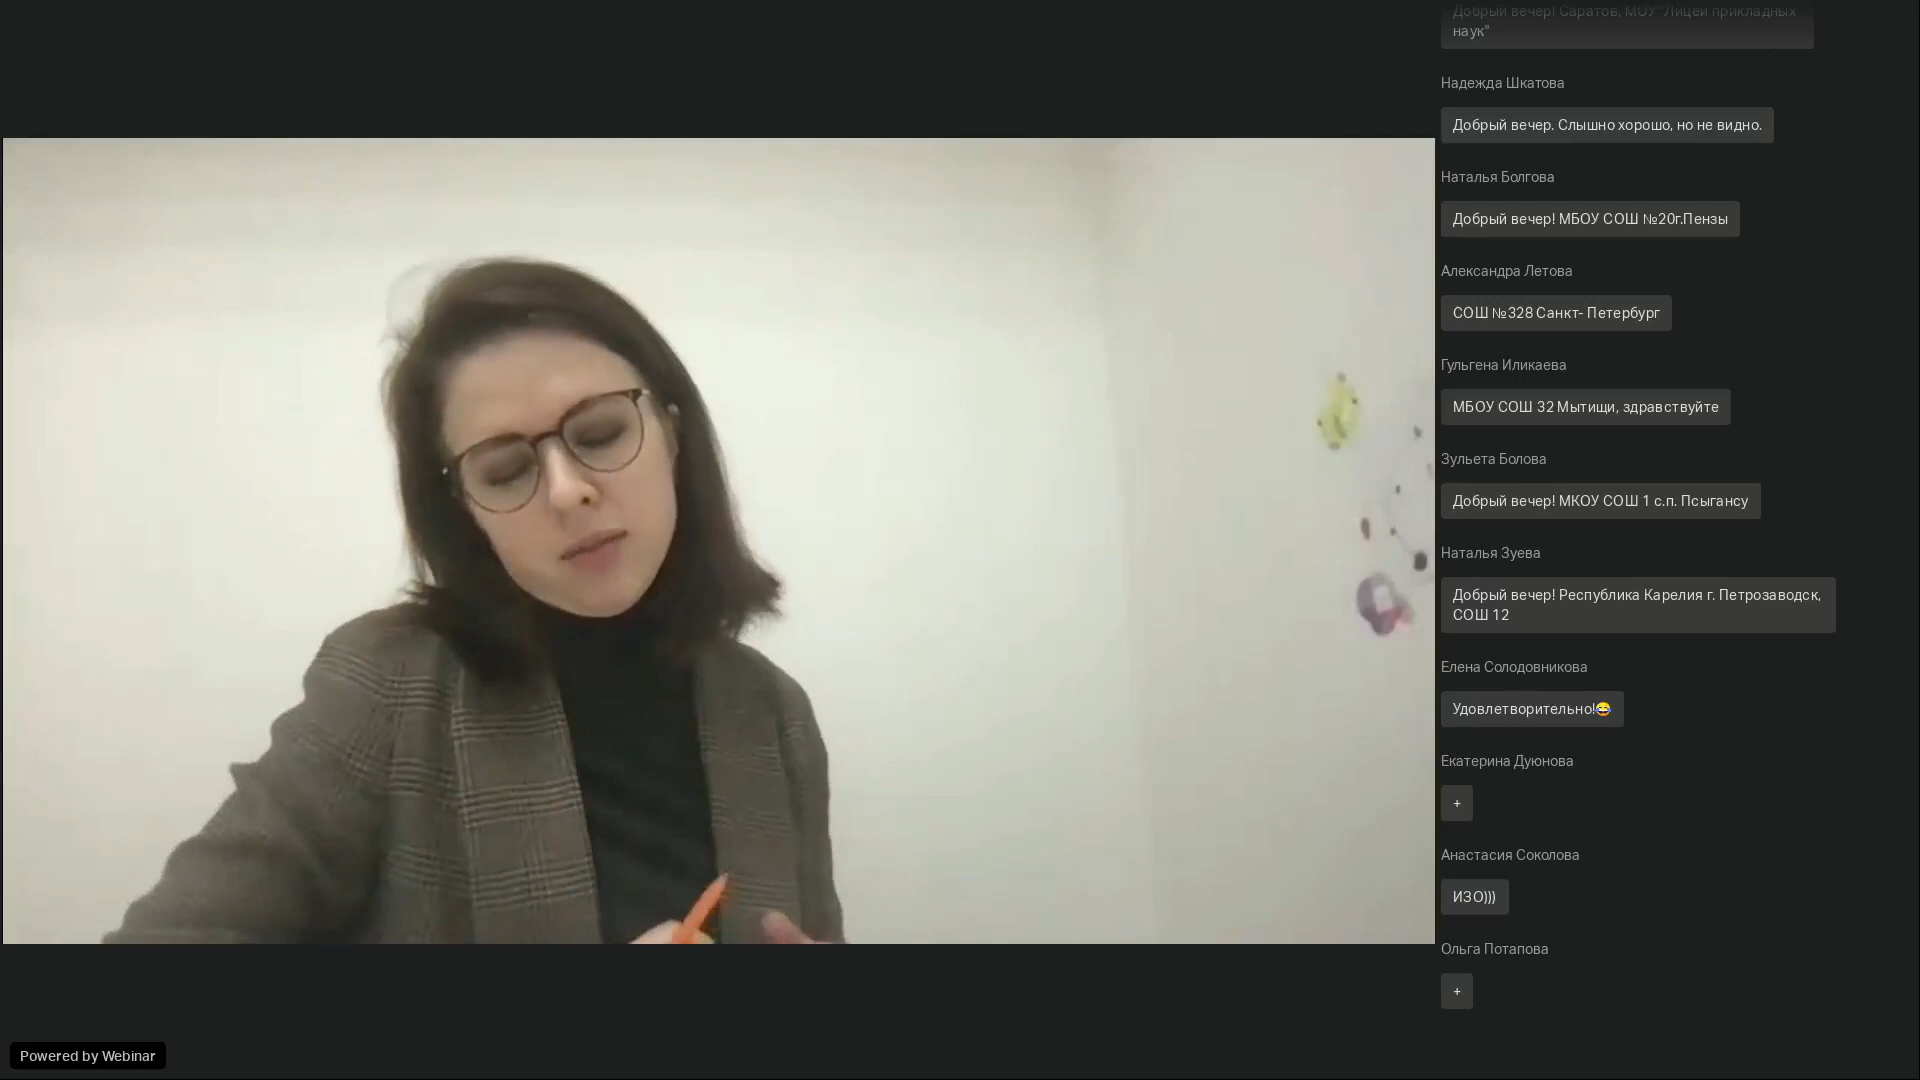 Добрый вечер! Саратов, МОУ "Лицей прикладных
наук"
Надежда Шкатова
Добрый вечер. Слышно хорошо, но не видно.
Наталья Болгова
Добрый вечер! МБОУ СОШ №20г.Пензы
Александра Летова
СОШ №328 Санкт- Петербург
Гульгена Иликаева
МБОУ СОШ 32 Мытищи, здравствуйте
Зульета Болова
Добрый вечер! МКОУ СОШ 1 с.п. Псыгансу
Наталья Зуева
Добрый вечер! Республика Карелия г. Петрозаводск,
СОШ 12
Елена Солодовникова
Удовлетворительно!😂
Екатерина Дуюнова
+
Анастасия Соколова
ИЗО)))
Ольга Потапова
+
Powered by Webinar